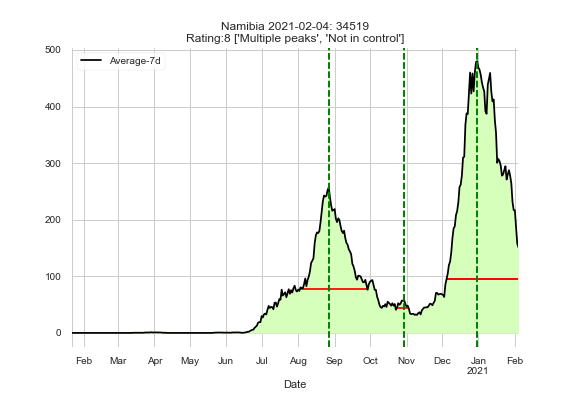 Namibia 2021-02-04: 34519
Rating:8 ['Multiple peaks', 'Not in control']
Average-7d
500
400
300
200
100
0
Feb Mar Apr May Jun Jul Aug Sep Oct Nov Dec Jan Feb
2021
Date